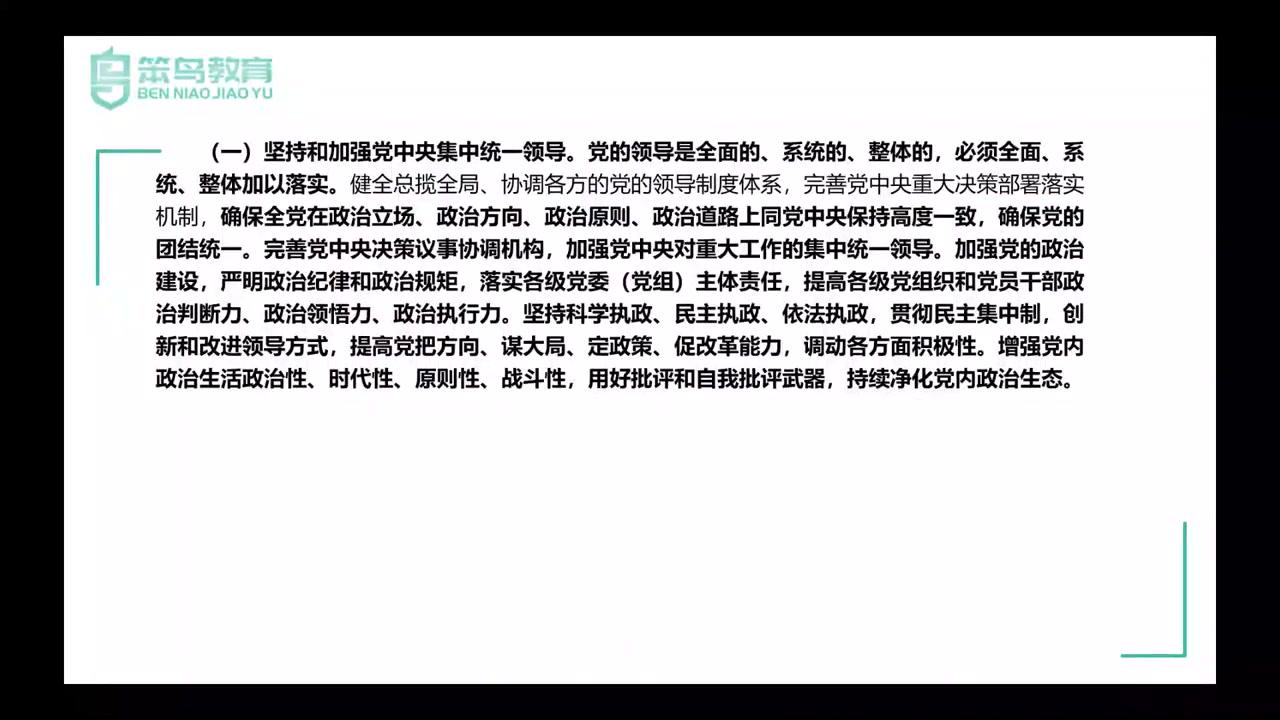 笨鸟教育
BEN NIAO JIAO YU
（一）坚持和加强党中央集中统一领导。党的领导是全面的、系统的、整体的，必须全面、系
统、整体加以落实。健全总揽全局、协调各方的党的领导制度体系，完善党中央重大决策部署落实
机制，确保全党在政治立场、政治方向、政治原则、政治道路上同党中央保持高度一致，确保党的
团结统一。完善党中央决策议事协调机构，加强党中央对重大工作的集中统一领导。加强党的政治
建设，严明政治纪律和政治规矩，落实各级党委（党组）主体责任，提高各级党组织和党员干部政
治判断力、政治领悟力、政治执行力。坚持科学执政、民主执政、依法执政，贯彻民主集中制，创
新和改进领导方式，提高党把方向、谋大局、定政策、促改革能力，调动各方面积极性。增强党内
政治生活政治性、时代性、原则性、战斗性，用好批评和自我批评武器，持续净化党内政治生态。